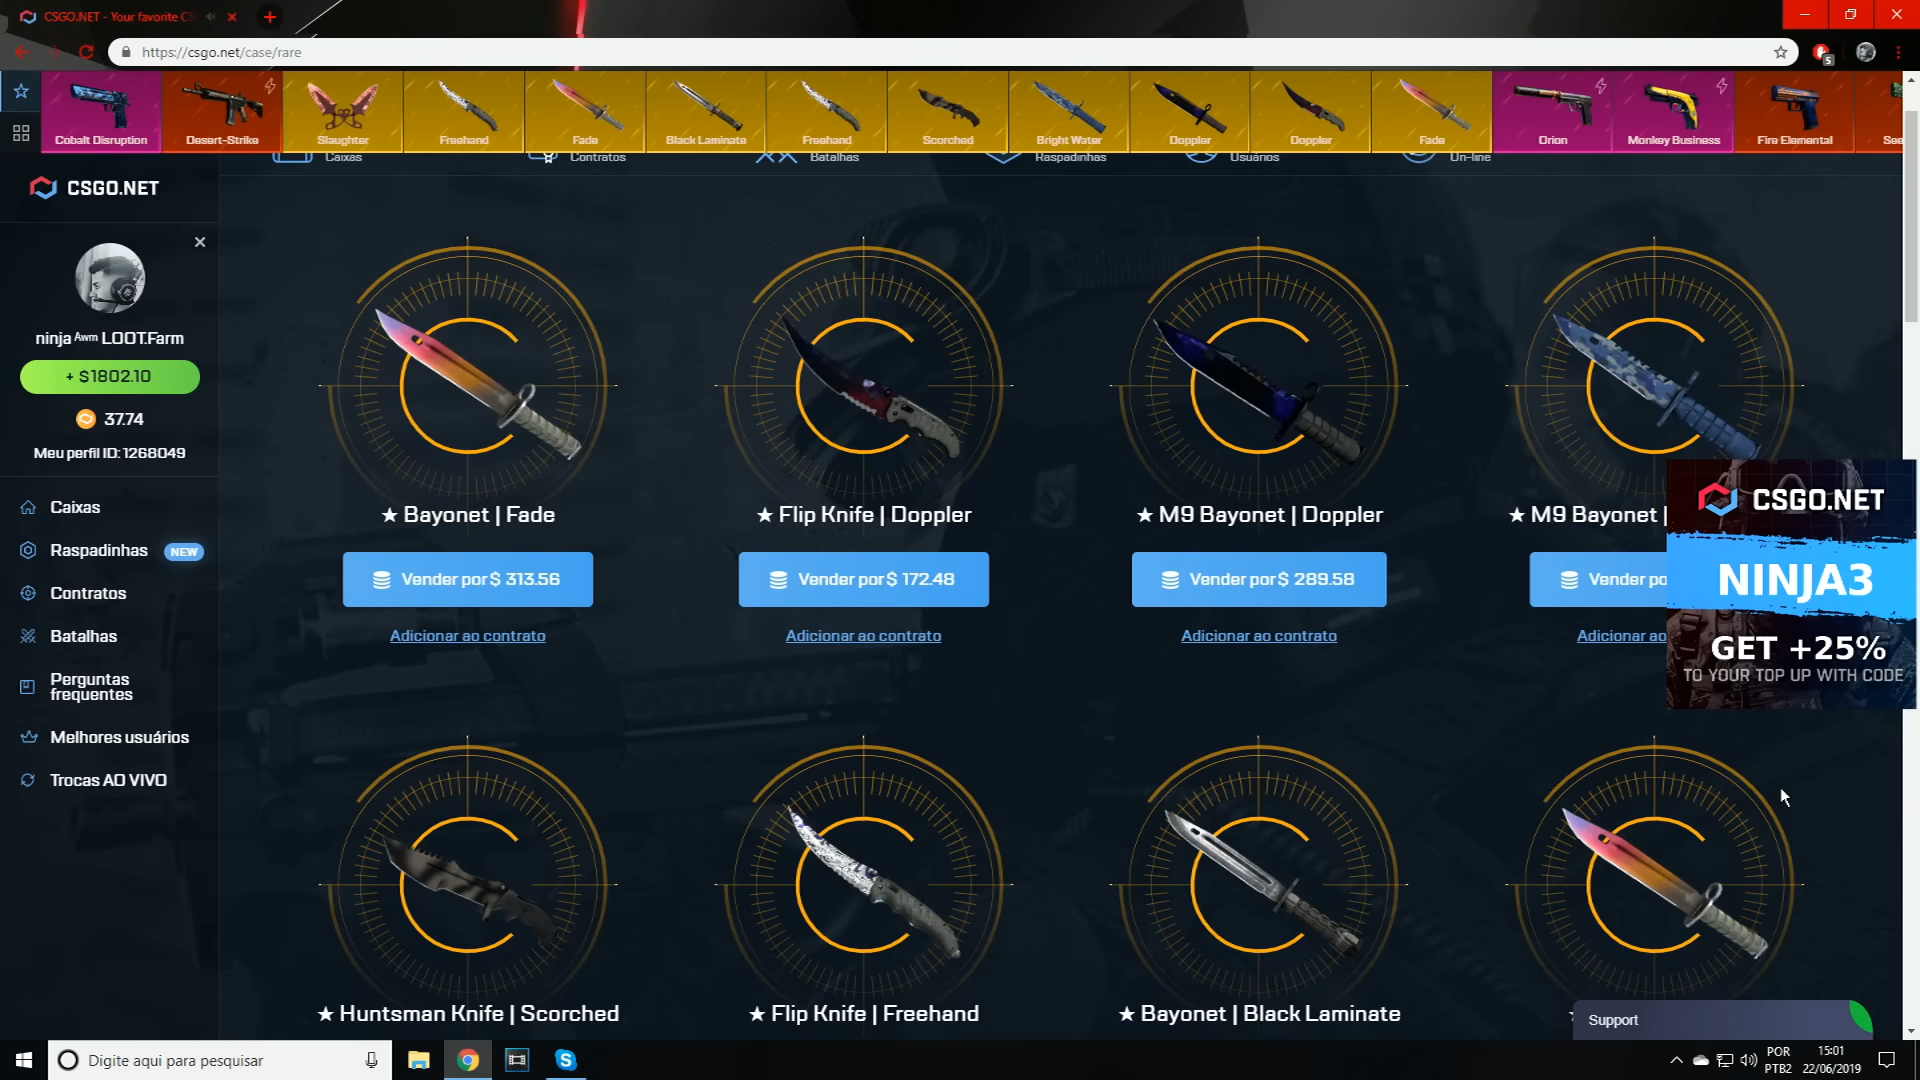 CSGO.NET - Your favorite CS
https://csgo.net/case/rare
5
Cobalt Disruption
Desert-Strike
Slaughter
Freehand
Fade
Black Laminate
Freehand
Scorched
Bright Water
Doppler
Doppler
Fade
Orion
Monkey Business
Fire Elemental
See
Caixas
Contratos
Batalhas
Raspadinhas
Usuários
On-line
CSGO.NET
ninja Awm LOOT.Farm
+ $1802.10
37.74
Meu perfil ID: 1268049
Caixas
Raspadinhas NEW
Contratos
Batalhas
Perguntas
frequentes
Melhores usuários
Trocas AO VIVO
★ Bayonet | Fade
★ Flip Knife | Doppler
★ M9 Bayonet | Doppler
★ M9 Bayonet |
Vender por $ 313.56
Vender por $ 172.48
Vender por $ 289.58
Vender po
Adicionar ao contrato
Adicionar ao contrato
Adicionar ao contrato
Adicionar ao
CSGO.NET
NINJA3
GET +25%
TO YOUR TOP UP WITH CODE
★ Huntsman Knife | Scorched
★ Flip Knife | Freehand
★ Bayonet | Black Laminate
Support
Digite aqui para pesquisar
POR
PTB2
15:01
22/06/2019